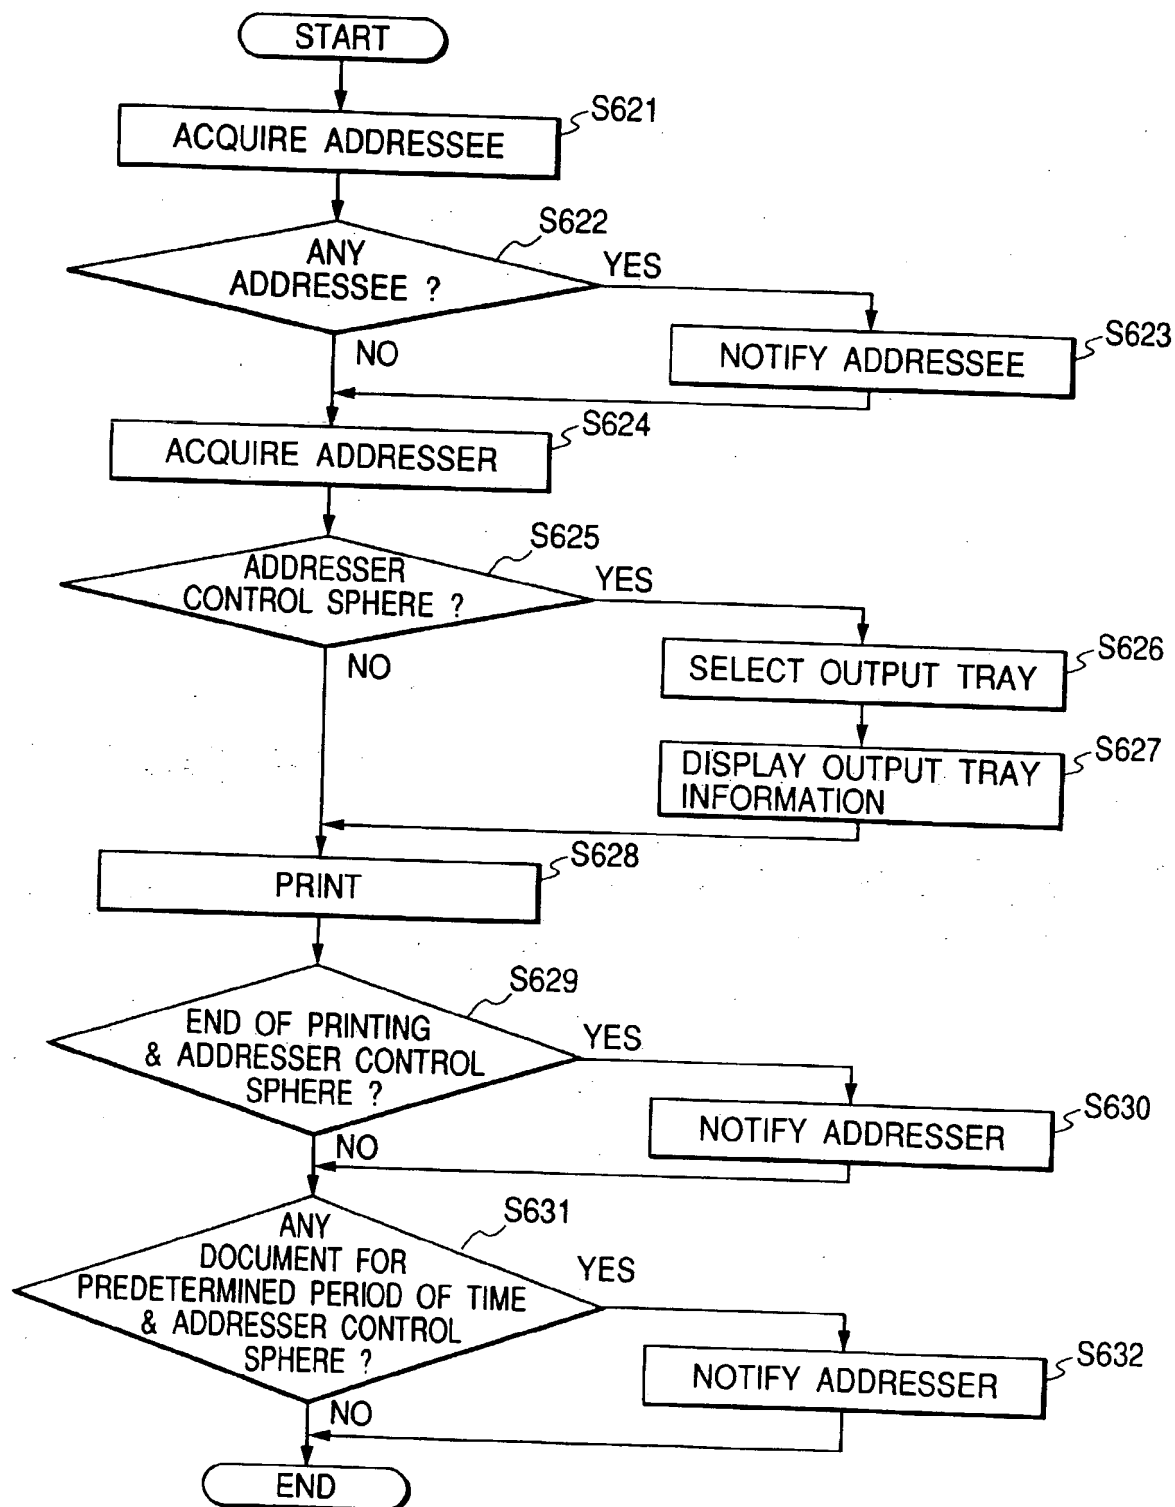 START
S621
ACQUIRE ADDRESSEE
S622
ANY
ADDRESSEE ?
YES
NO
S623
NOTIFY ADDRESSEE
S624
ACQUIRE ADDRESSER
S625
ADDRESSER
CONTROL SPHERE ?
YES
NO
S626
SELECT OUTPUT TRAY
S627
DISPLAY OUTPUT TRAY
INFORMATION
S628
PRINT
S629
END OF PRINTING
& ADDRESSER CONTROL
SPHERE ?
YES
NO
S630
NOTIFY ADDRESSER
S631
ANY
DOCUMENT FOR
PREDETERMINED PERIOD OF TIME
& ADDRESSER CONTROL
SPHERE ?
YES
NO
S632
NOTIFY ADDRESSER
END